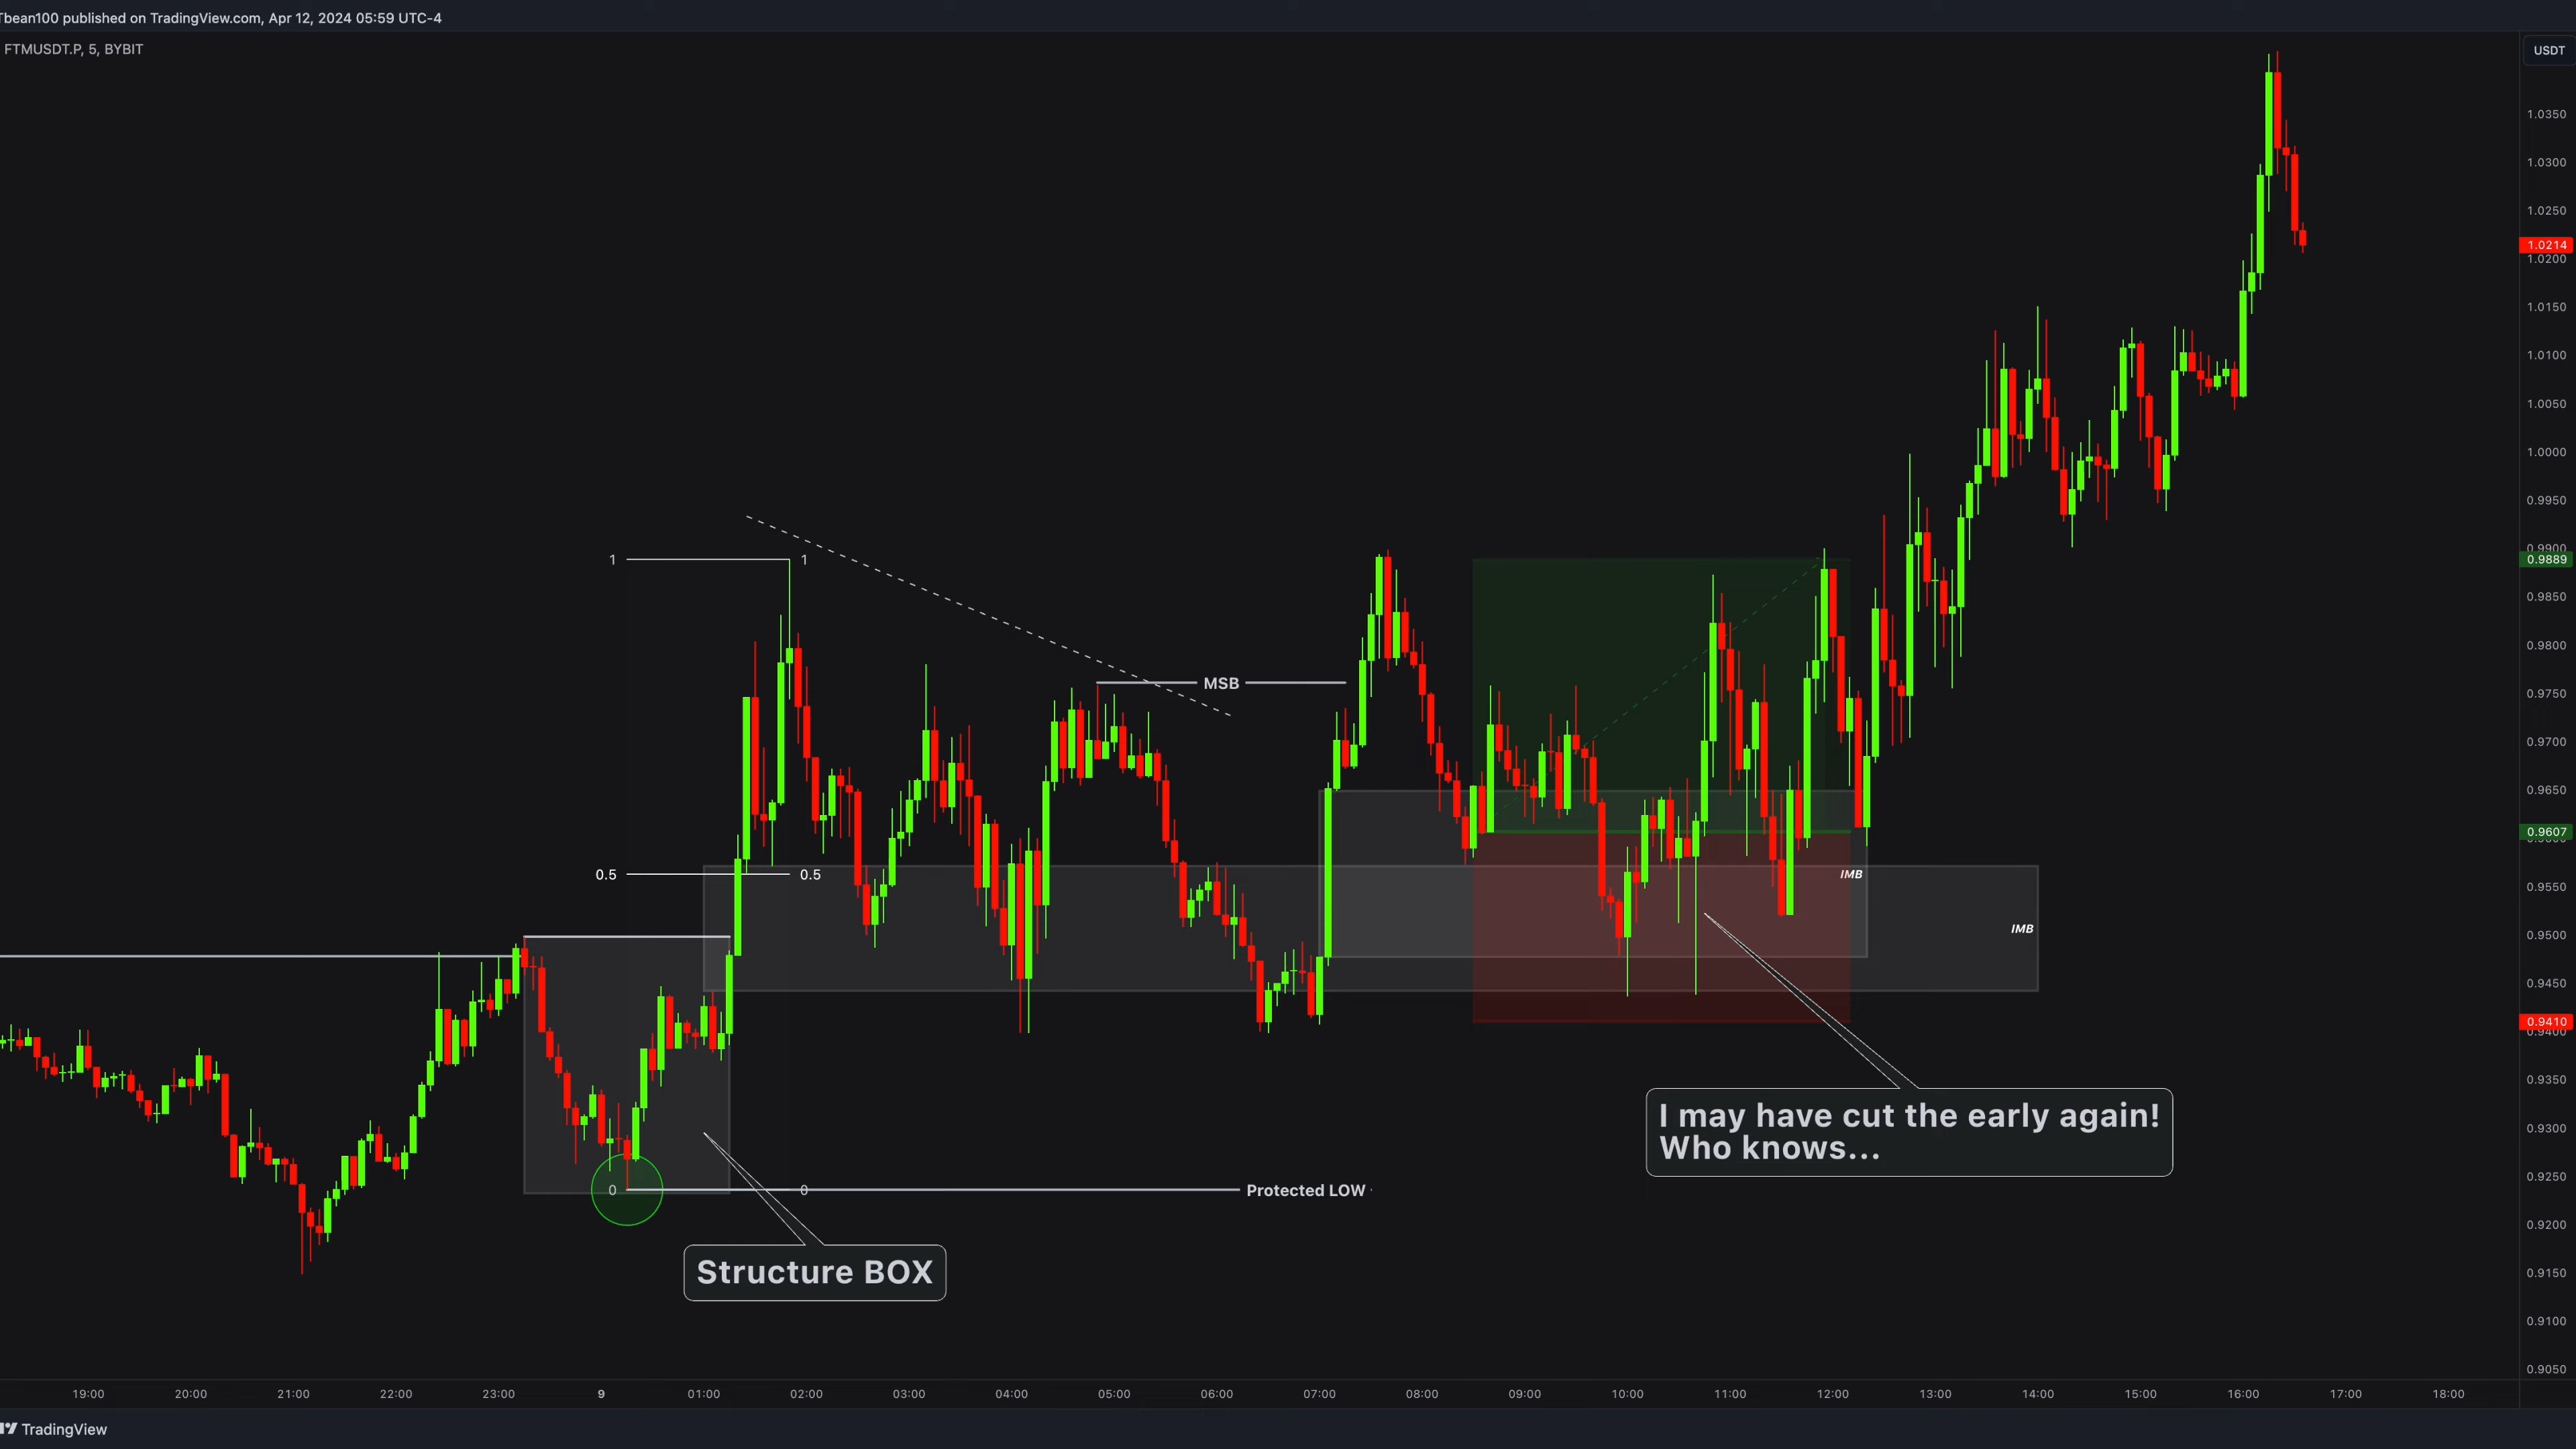 Tbean100 published on TradingView.com, Apr 12, 2024 05:59 UTC-4
FTMUSDT.P, 5, BYBIT
USDT
1.0350
1.0300
1.0250
1.0214
1.0200
1.0150
1.0100
1.0050
1.0000
0.9950
0.9900
0.9889
0.9850
0.9800
0.9750
0.9700
0.9650
0.9607
0.9550
0.9500
0.9450
0.9410
0.9400
0.9350
0.9300
0.9250
0.9200
0.9150
0.9100
0.9050
1 1
MSB
0.5 0.5
IMB
IMB
I may have cut the early again!
Who knows...
0 0
Protected LOW
Structure BOX
19:00 20:00 21:00 22:00 23:00 9 01:00 02:00 03:00 04:00 05:00 06:00 07:00 08:00 09:00 10:00 11:00 12:00 13:00 14:00 15:00 16:00 17:00 18:00
TradingView